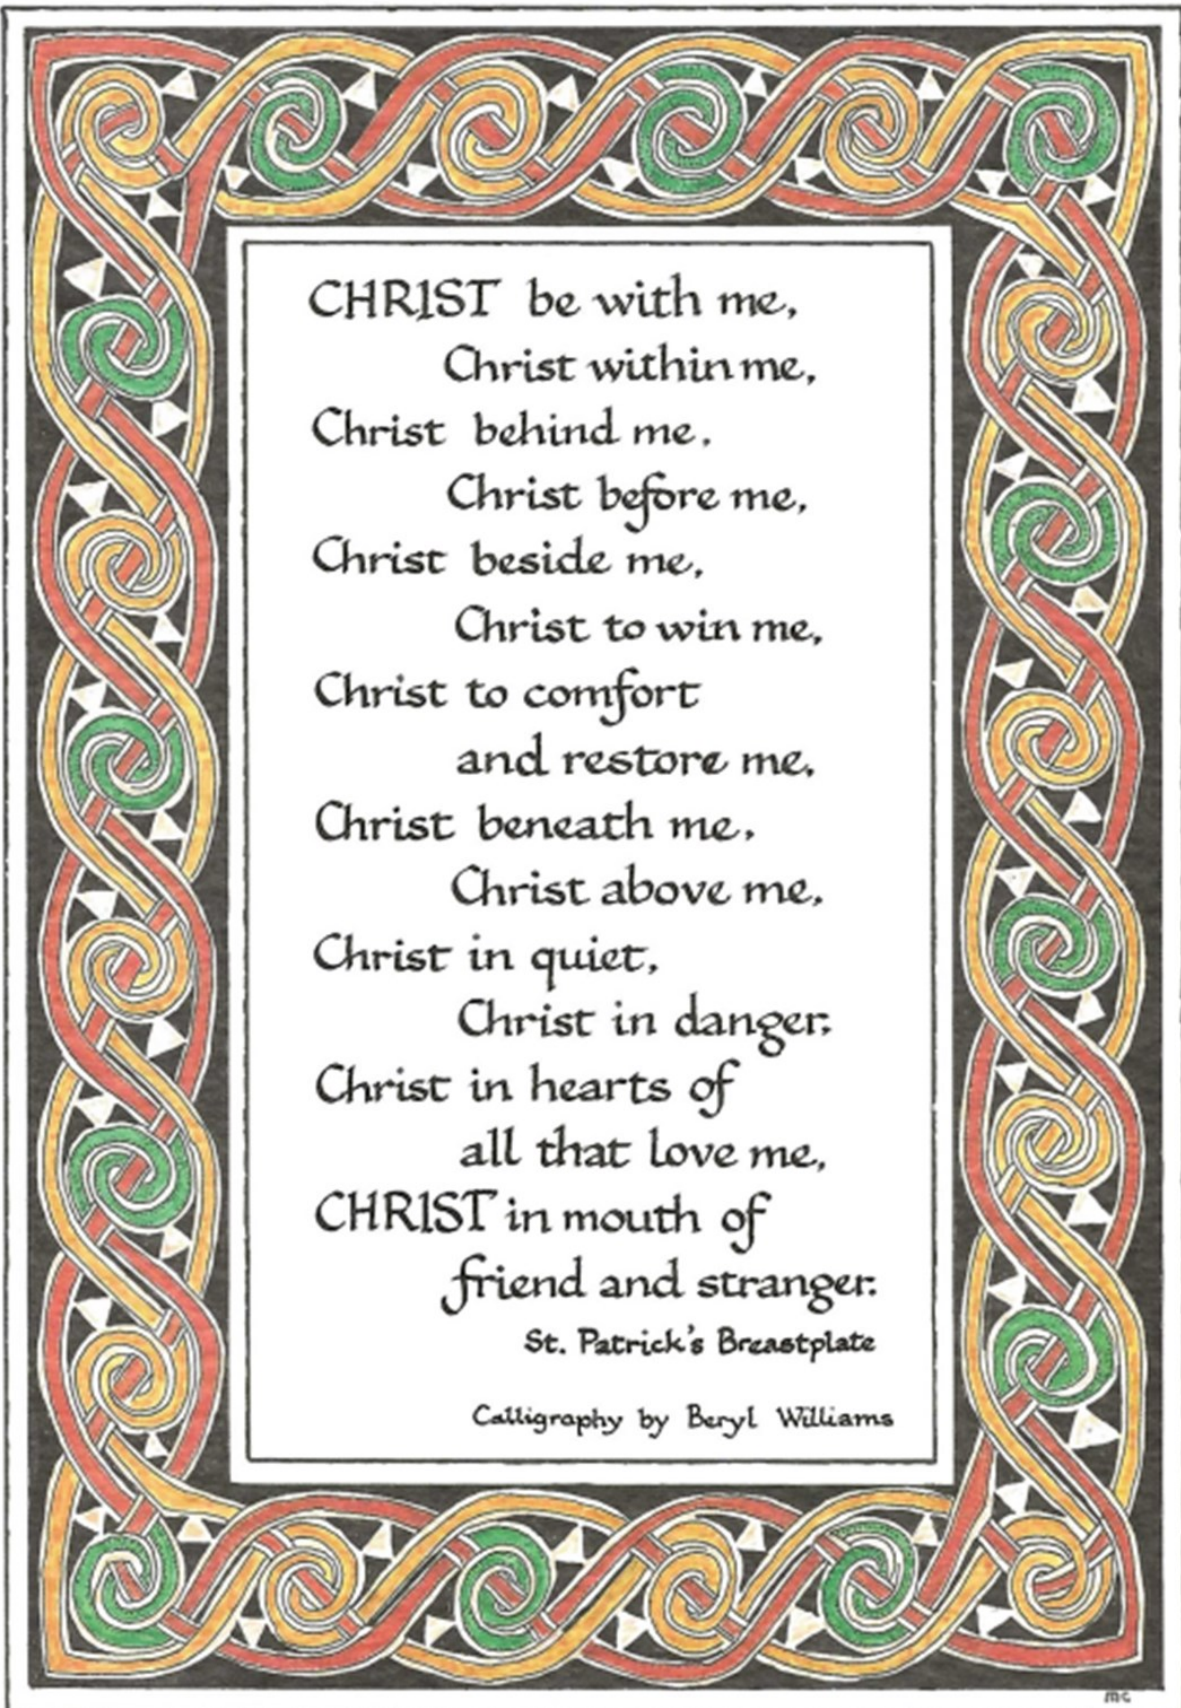 CHRIST be with me,
Christ within me,
Christ behind me,
Christ before me,
Christ beside me,
Christ to win me,
Christ to comfort
and restore me,
Christ beneath me,
Christ above me,
Christ in quiet,
Christ in danger;
Christ in hearts of
all that love me,
CHRIST in mouth of
friend and stranger.
St. Patrick's Breastplate
Calligraphy by Beryl Williams
MG